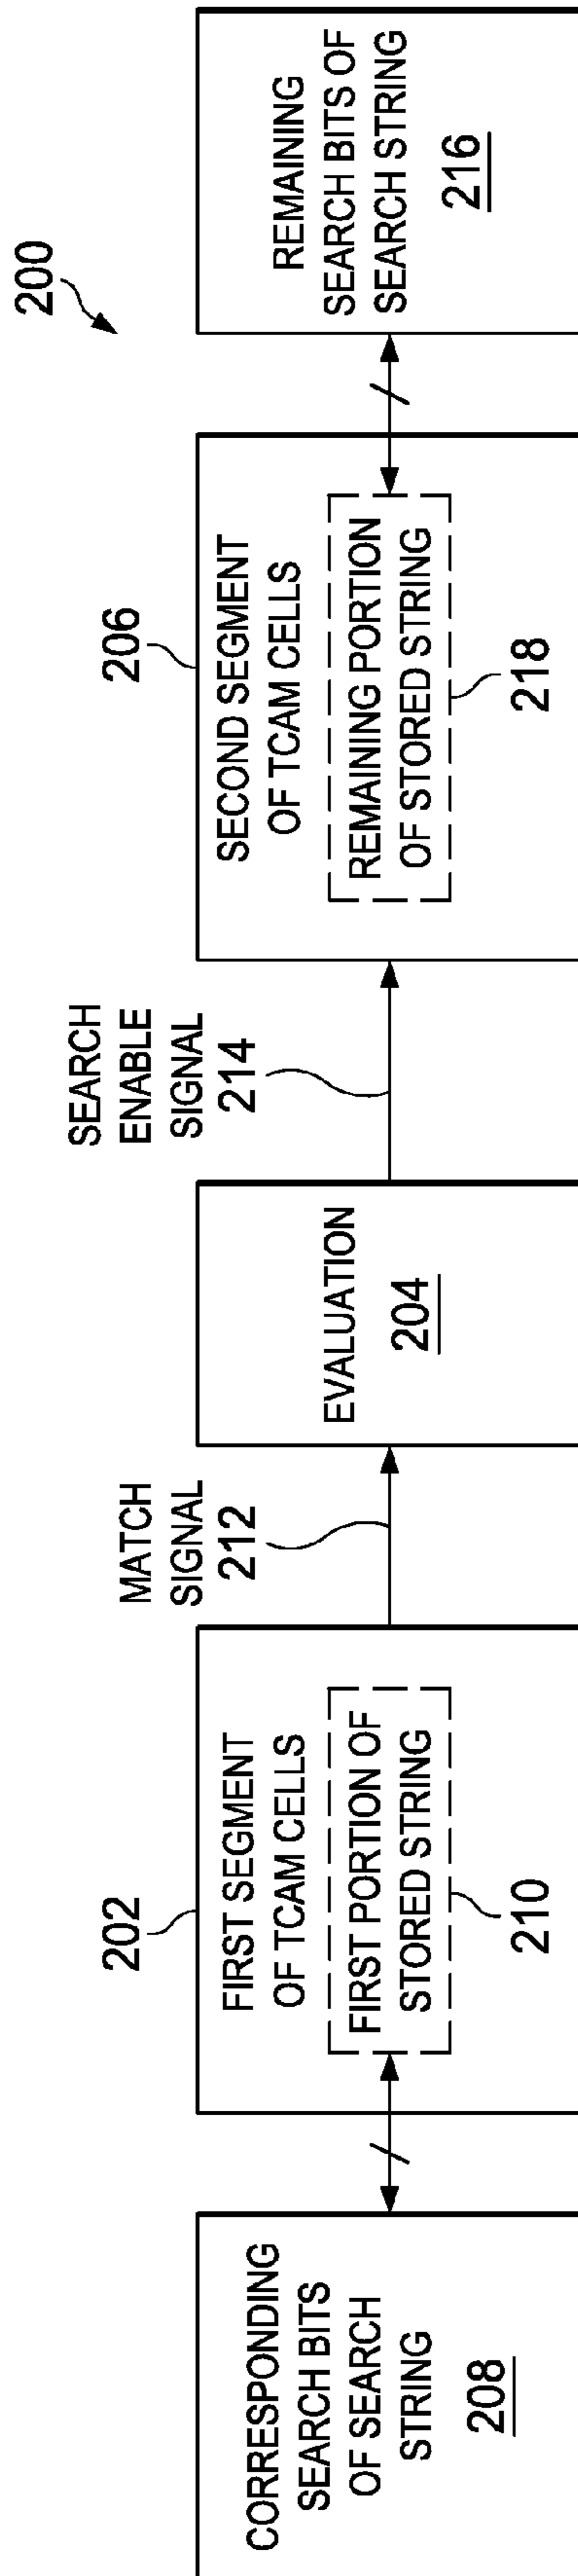 200
CORRESPONDING
SEARCH BITS
OF SEARCH
STRING
208
202
FIRST SEGMENT
OF TCAM CELLS
FIRST PORTION OF
STORED STRING
210
MATCH
SIGNAL
212
EVALUATION
204
SEARCH
ENABLE
SIGNAL
214
206
SECOND SEGMENT
OF TCAM CELLS
REMAINING PORTION
OF STORED STRING
218
REMAINING
SEARCH BITS OF
SEARCH STRING
216